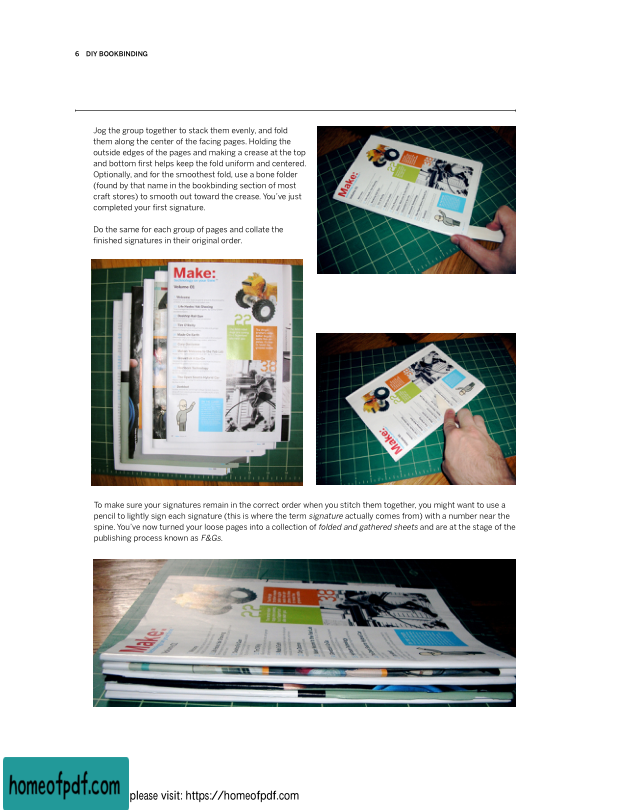 6 DIY BOOKBINDING
Jog the group together to stack them evenly, and fold
them along the center of the facing pages. Holding the
outside edges of the pages and making a crease at the top
and bottom first helps keep the fold uniform and centered.
Optionally, and for the smoothest fold, use a bone folder
(found by that name in the bookbinding section of most
craft stores) to smooth out toward the crease. You've just
completed your first signature.
Do the same for each group of pages and collate the
finished signatures in their original order.
Make:
22
38
Make:
Make:
Make:
Volume 01
22
38
To make sure your signatures remain in the correct order when you stitch them together, you might want to use a
pencil to lightly sign each signature (this is where the term signature actually comes from) with a number near the
spine. You've now turned your loose pages into a collection of folded and gathered sheets and are at the stage of the
publishing process known as F&Gs.
Make:
22
38
homeofpdf.com
please visit: https://homeofpdf.com